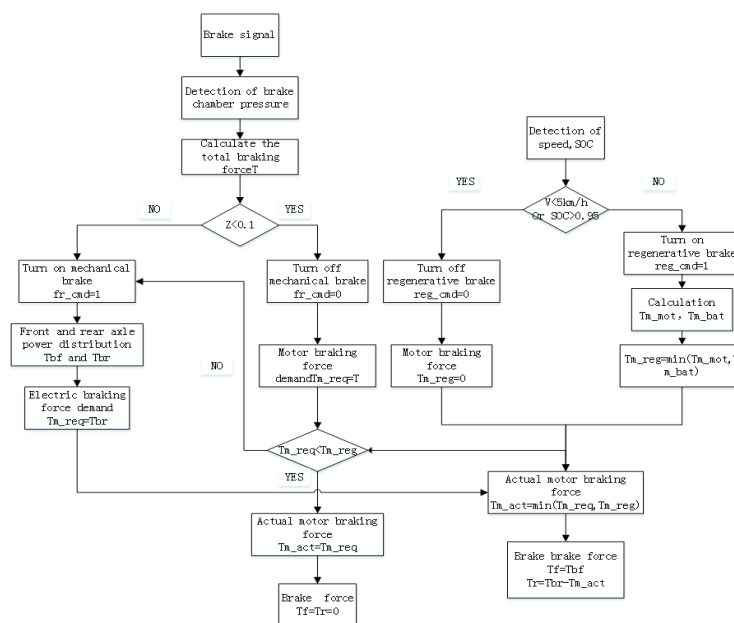 Brake signal
Detection of brake
chamber pressure
Calculate the
total braking
forceT
Z<0.1
NO
YES
Turn on mechanical
brake
fr_cmd=1
Front and rear axle
power distribution
Tbf and Tbr
Electric braking
force demand
Tm_req=Tbr
Turn off
mechanical brake
fr_cmd=0
Motor braking
force
demandTm_req=T
NO
Tm_req<Tm_reg
YES
Actual motor braking
force
Tm_act=Tm_req
Brake force
Tf=Tr=0
Detection of
speed,SOC
YES
NO
V<5km/h
Or SOC>0.95
Turn off
regenerative brake
reg_cmd=0
Motor braking
force
Tm_reg=0
Turn on
regenerative brake
reg_cmd=1
Calculation
Tm_mot，Tm_bat
Tm_reg=min(Tm_mot,T
m_bat)
Actual motor braking
force
Tm_act=min(Tm_req,Tm_reg)
Brake brake force
Tf=Tbf
Tr=Tbr-Tm_act